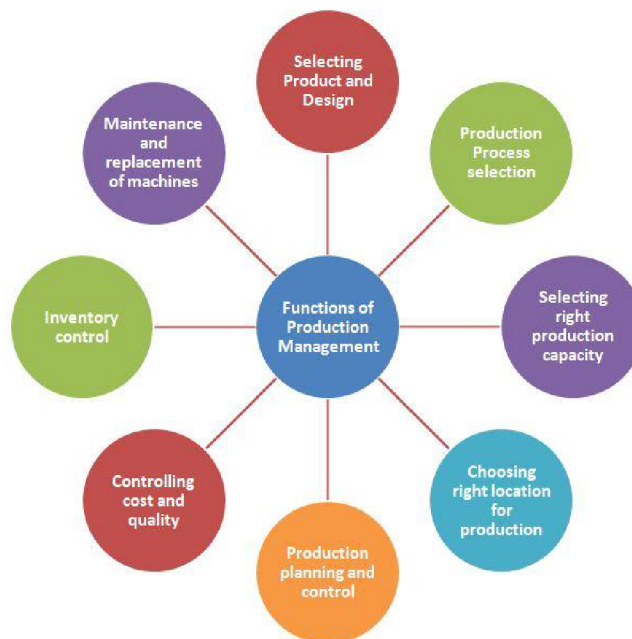 Selecting
Product and
Design
Production
Process
selection
Selecting
right
production
capacity
Choosing
right location
for
production
Production
planning and
control
Controlling
cost and
quality
Inventory
control
Maintenance
and
replacement
of machines
Functions of
Production
Management